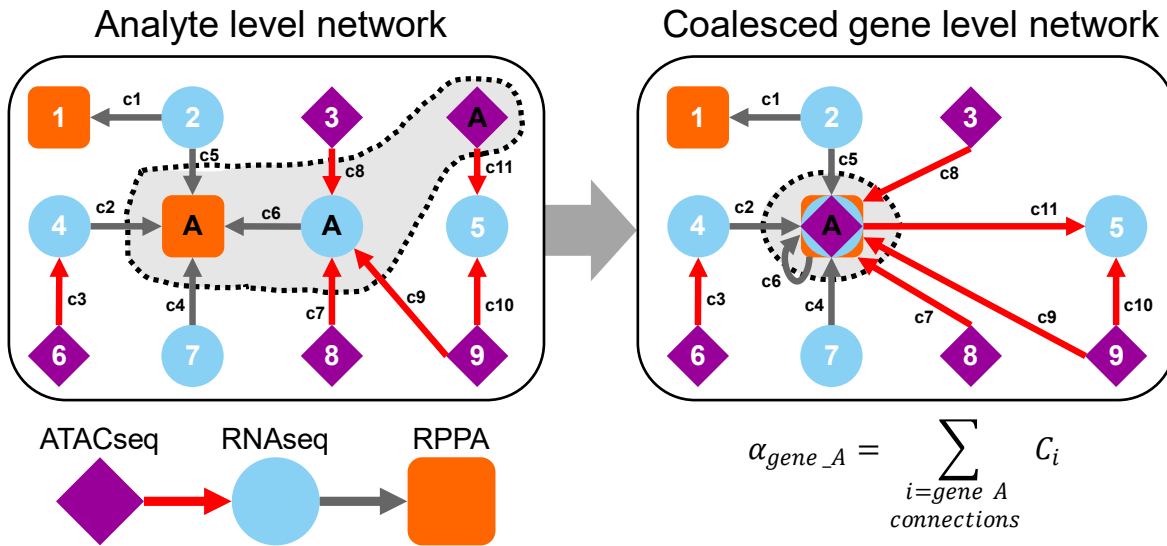 Analyte level network
Coalesced gene level network
1
c1
2
3
A
c5
c8
c11
4
c2
A
c6
A
5
c3
c4
c7
c9
c10
6
7
8
9
1
c1
2
3
c5
c8
4
c2
A
c11
5
c6
c3
c4
c7
c9
c10
6
7
8
9
ATACseq
RNAseq
RPPA
α_gene _A = ∑ C_i
i=gene A
connections